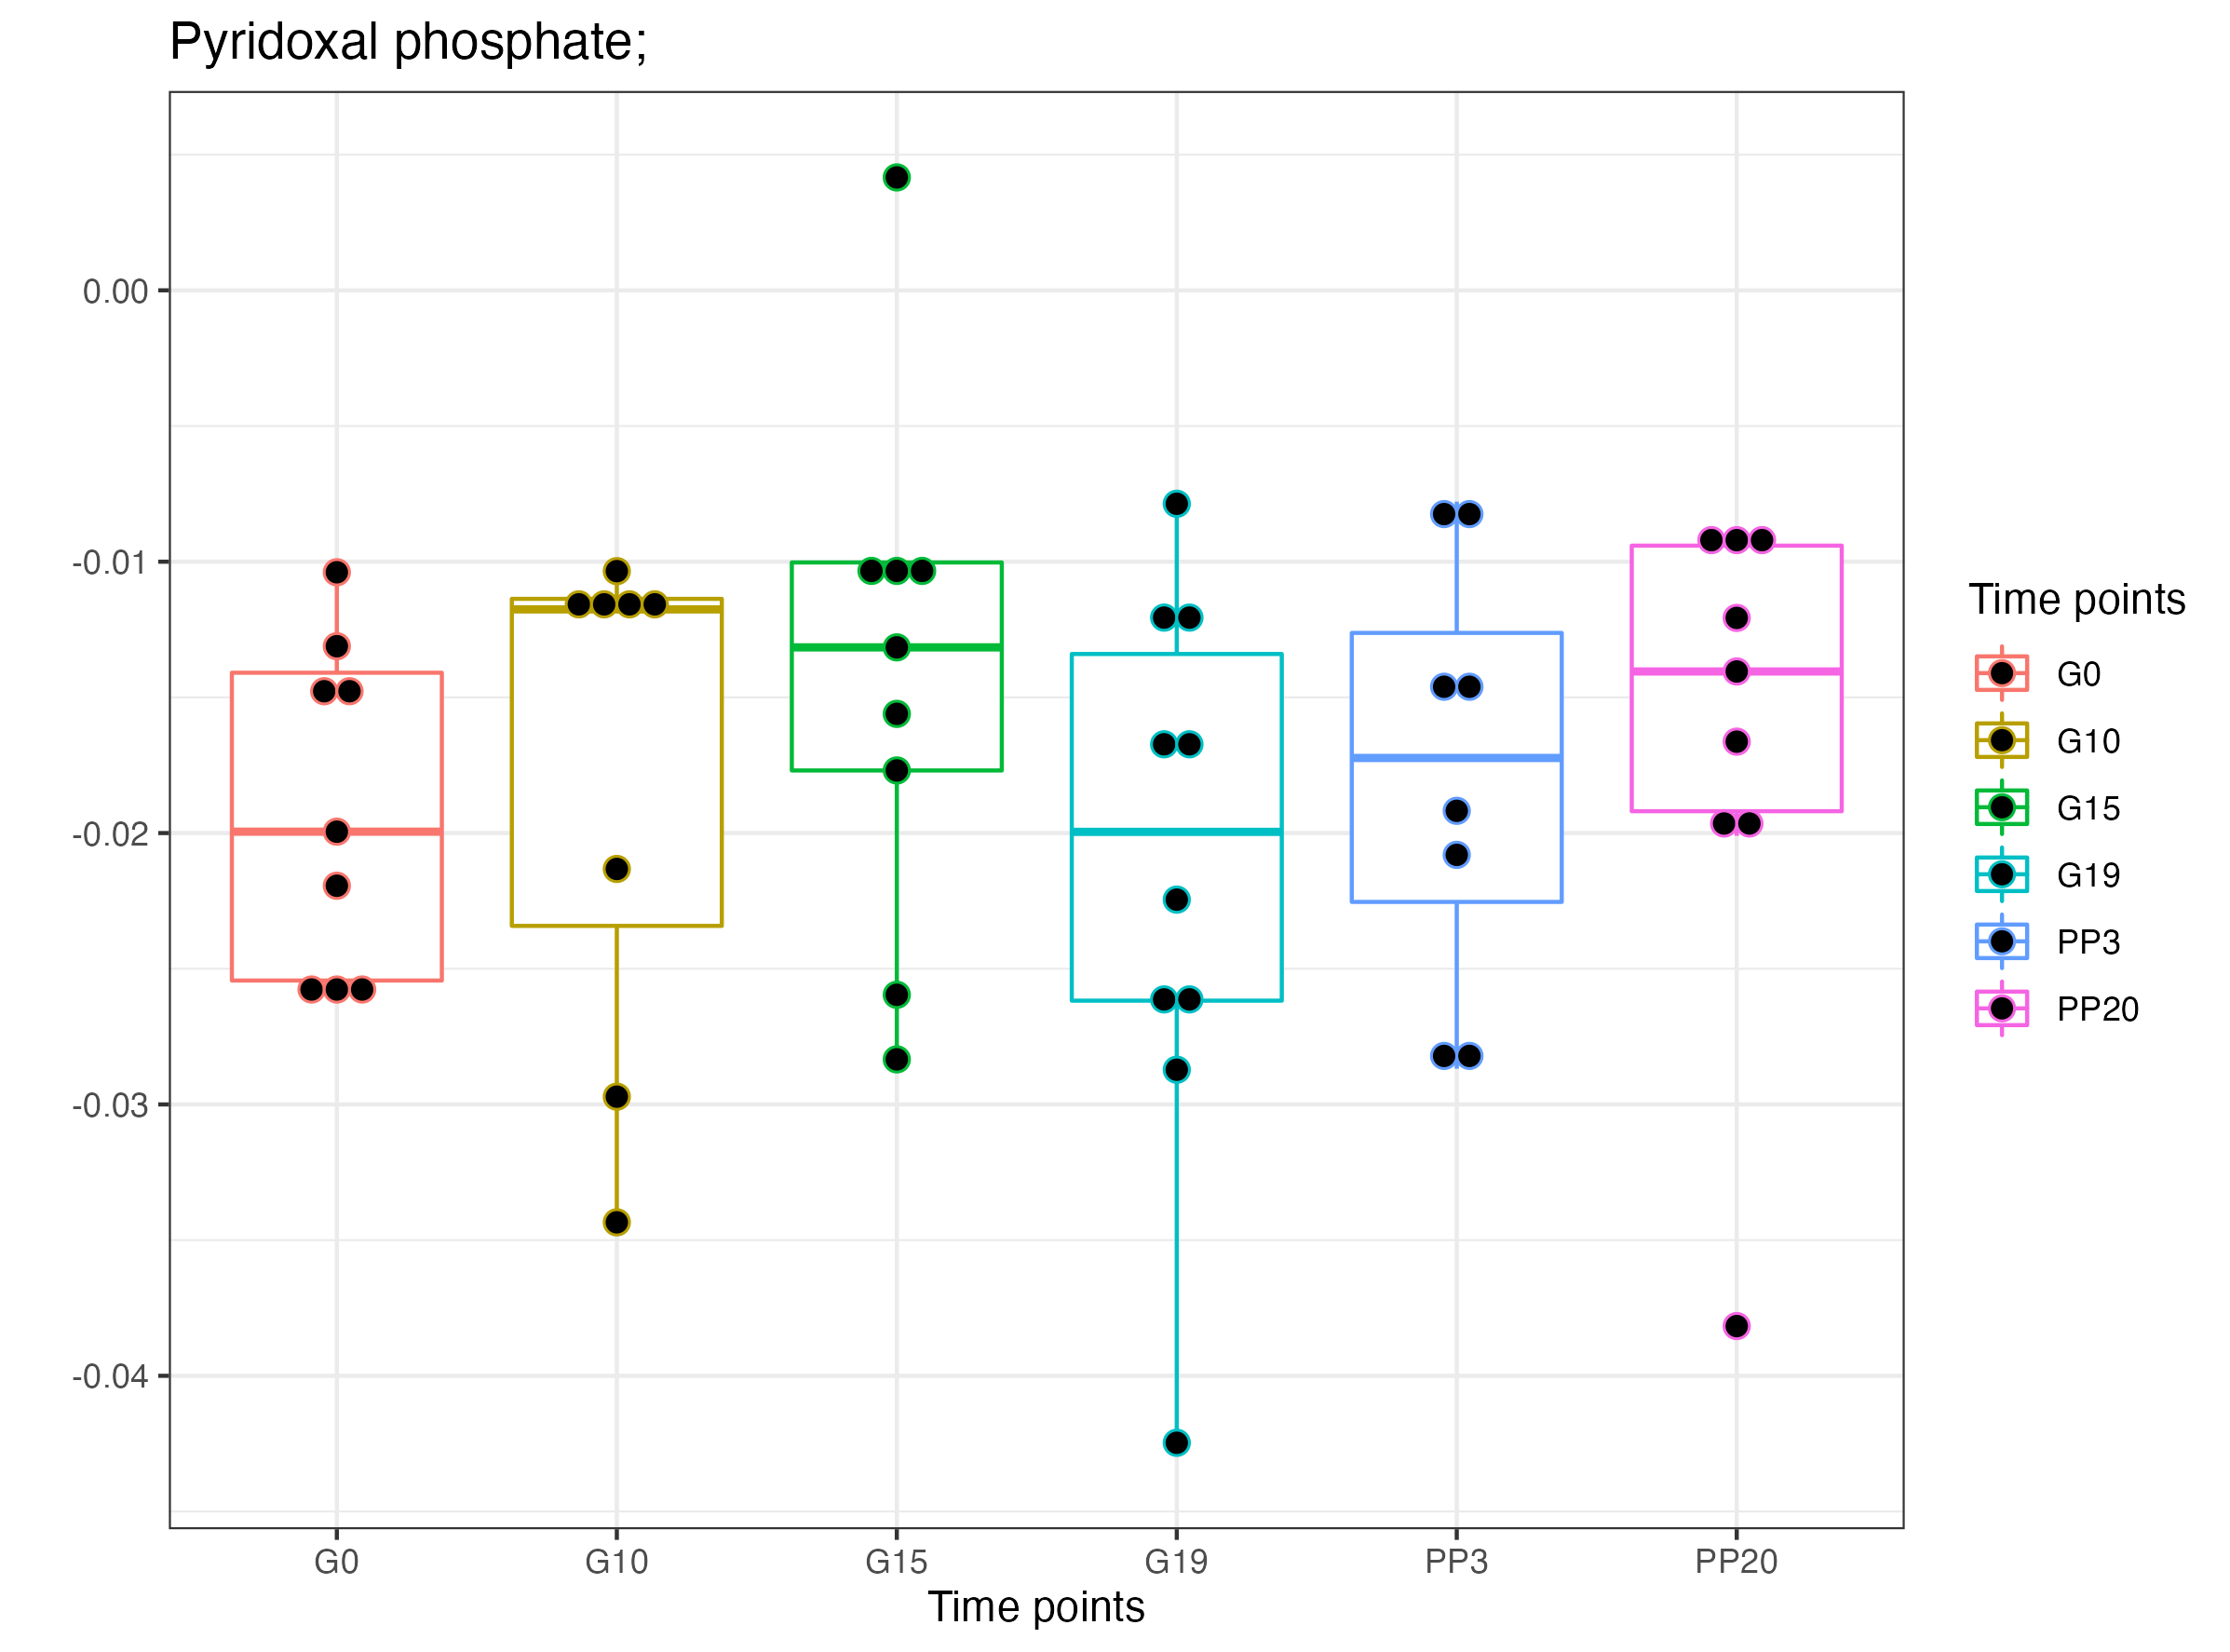 Pyridoxal phosphate;
0.00
-0.01
-0.02
-0.03
-0.04
G0 G10 G15 G19 PP3 PP20
Time points
Time points
G0
G10
G15
G19
PP3
PP20